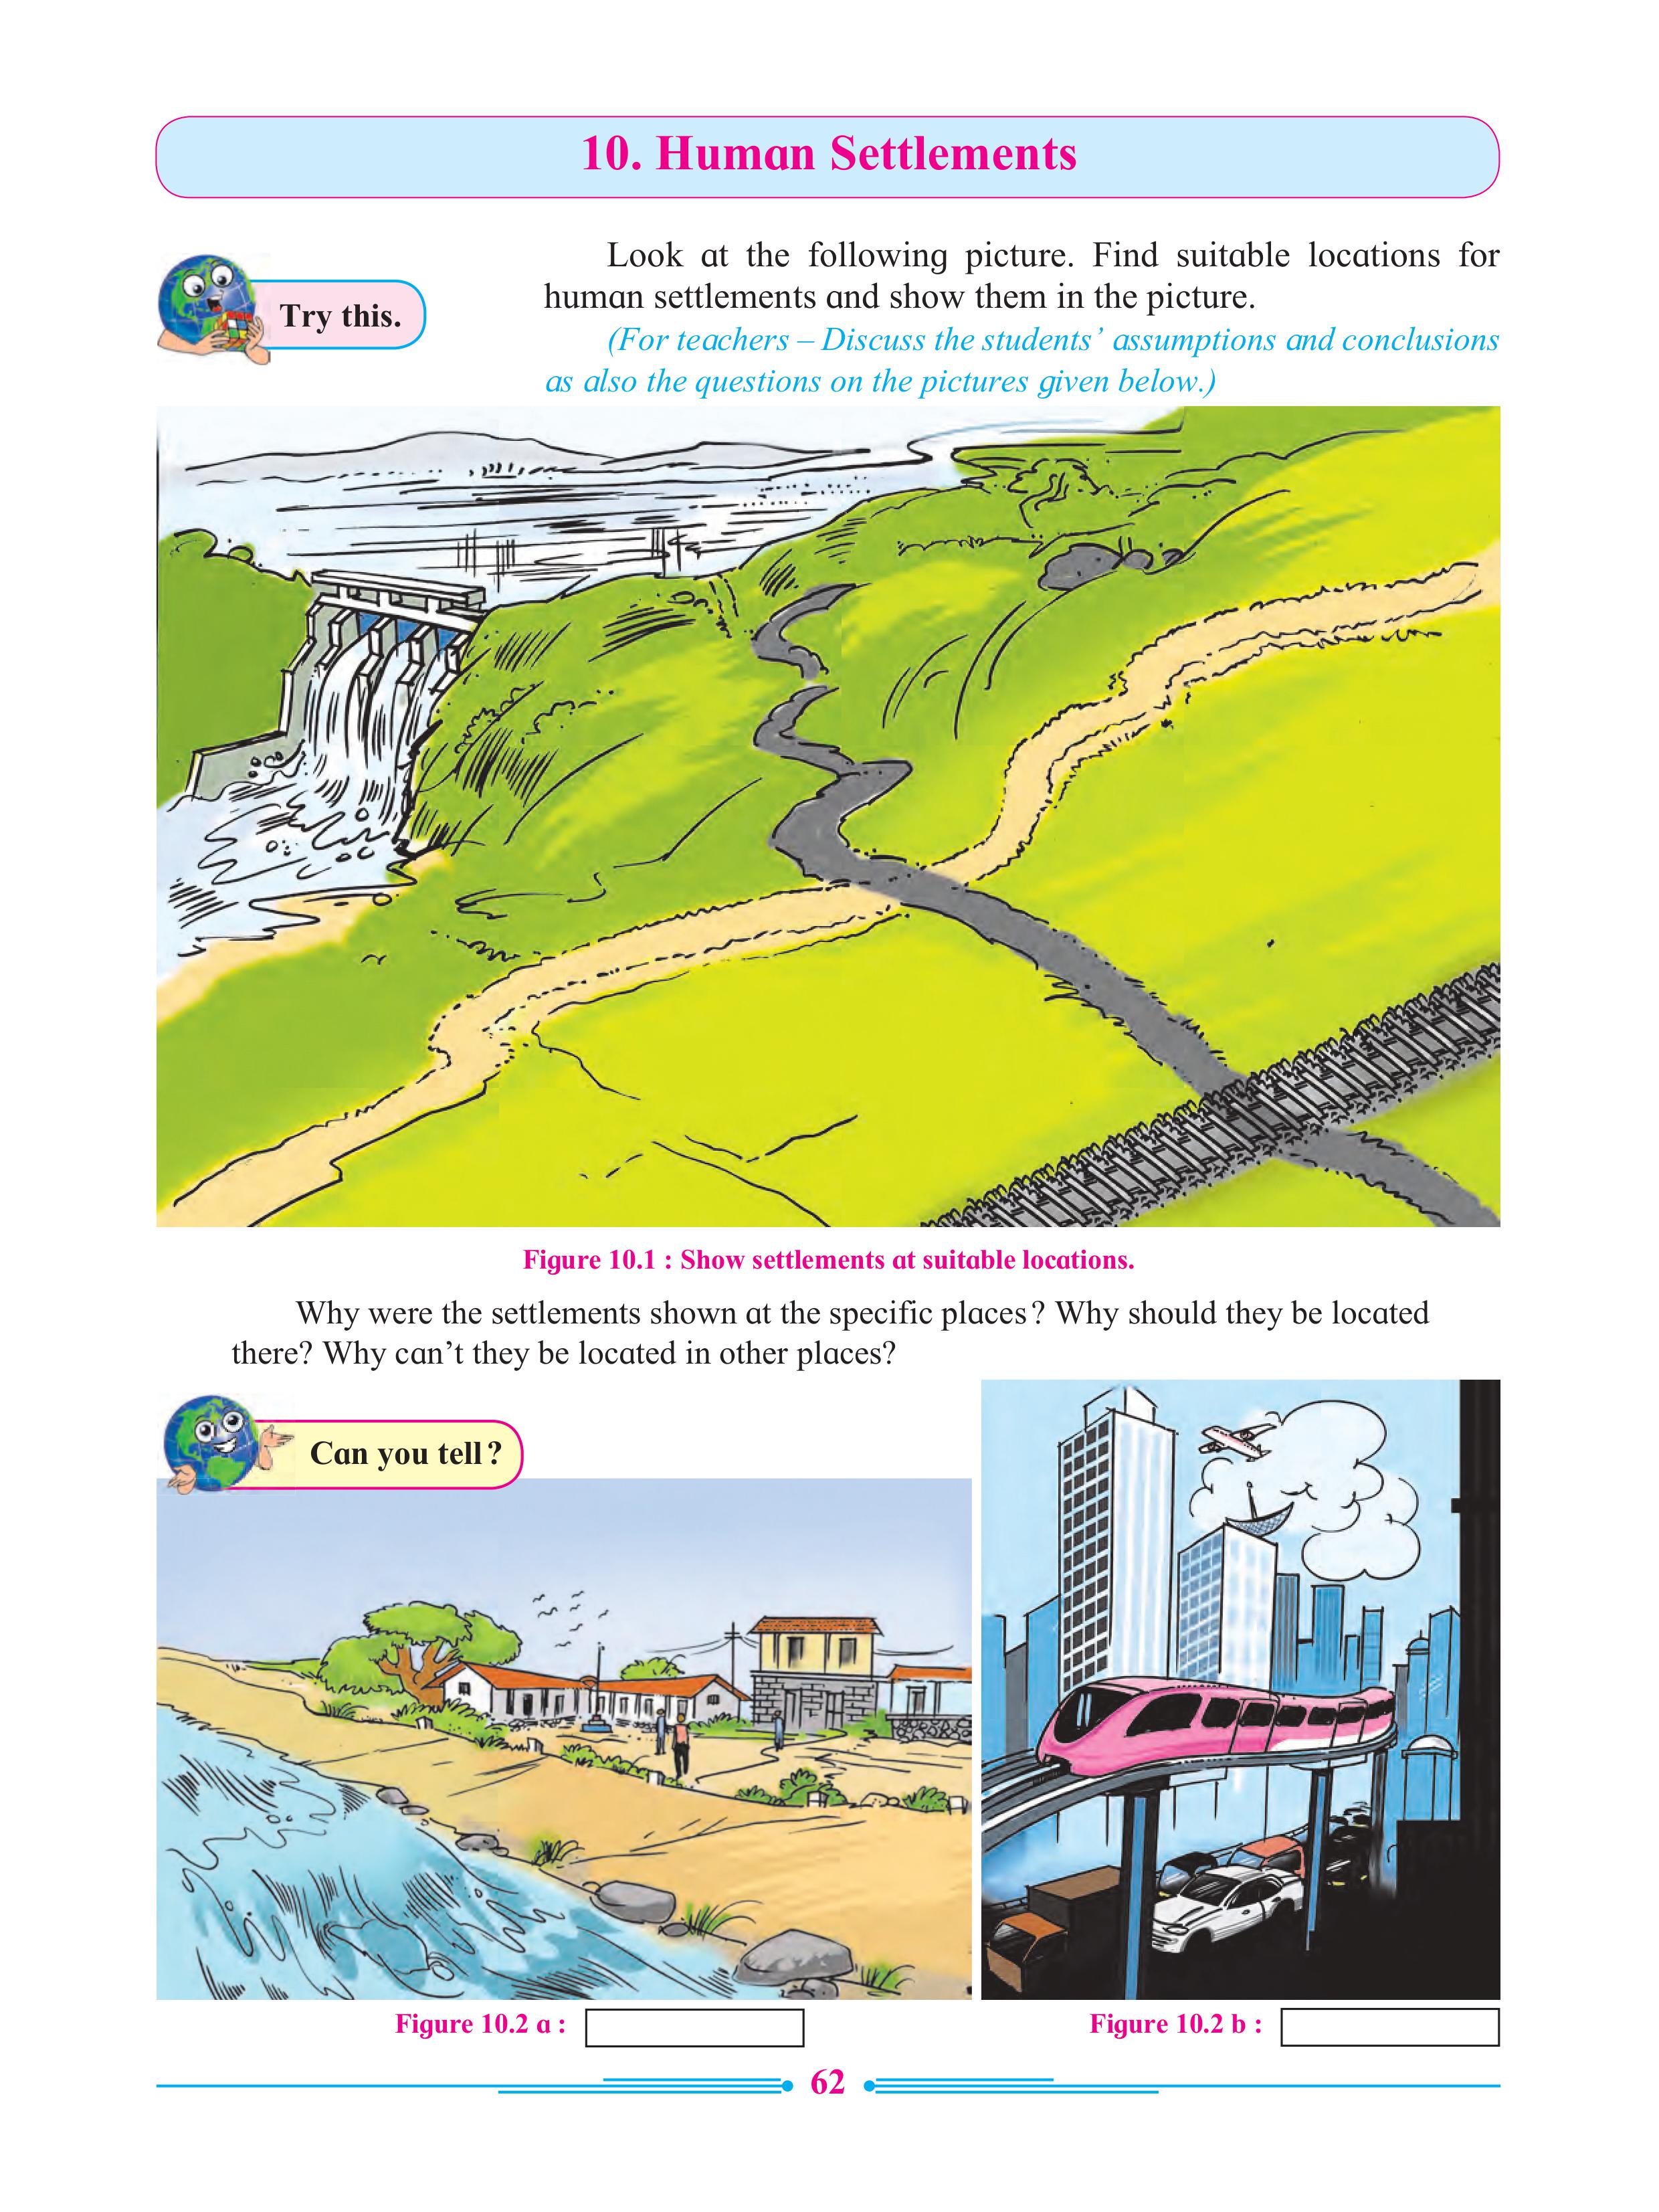 10. Human Settlements
Try this.
Look at the following picture. Find suitable locations for
human settlements and show them in the picture.
(For teachers – Discuss the students’ assumptions and conclusions
as also the questions on the pictures given below.)
Figure 10.1 : Show settlements at suitable locations.
Why were the settlements shown at the specific places? Why should they be located
there? Why can’t they be located in other places?
Can you tell?
Figure 10.2 a :
Figure 10.2 b :
62